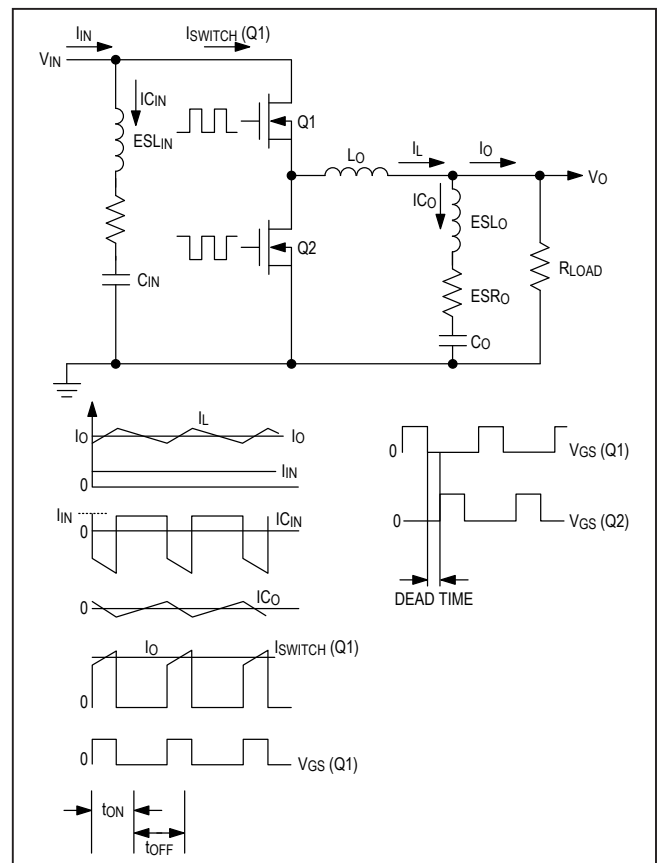 IIN
ISWITCH (Q1)
VIN
ICIN
ESLIN
Q1
LO
IL
IO
VO
ICO
ESLO
Q2
CIN
ESRO
RLOAD
CO
IL
IO
IO
IIN
0
VGS (Q1)
0
IIN
ICIN
0
VGS (Q2)
0
DEAD TIME
ICO
0
IO
ISWITCH (Q1)
0
0
VGS (Q1)
tON
tOFF